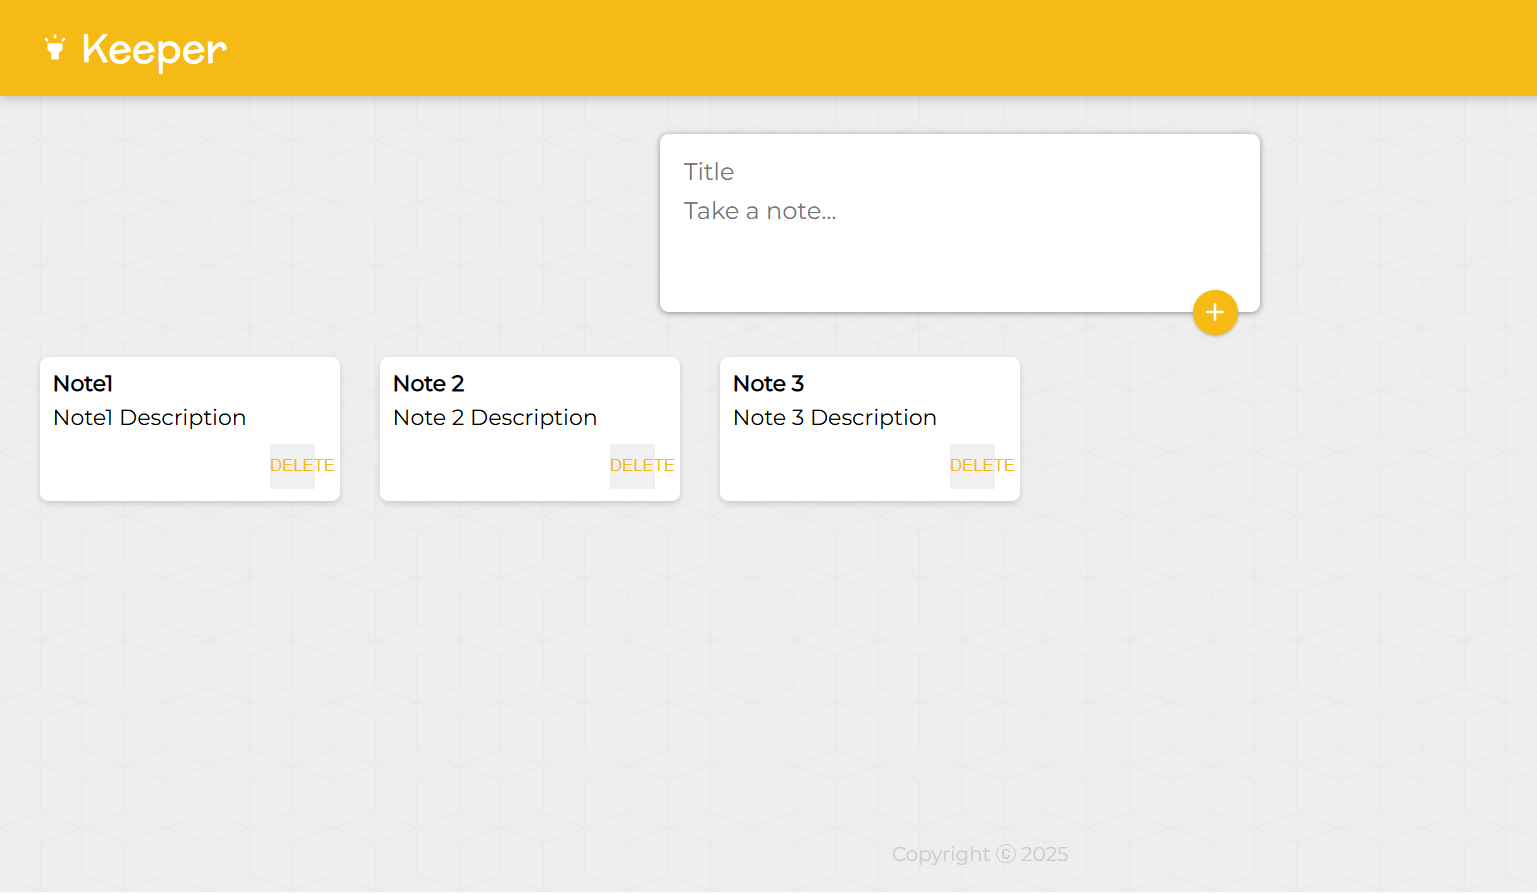 Keeper
Title
Take a note...
Note1
Note1 Description
DELETE
Note 2
Note 2 Description
DELETE
Note 3
Note 3 Description
DELETE
Copyright ⓒ 2025